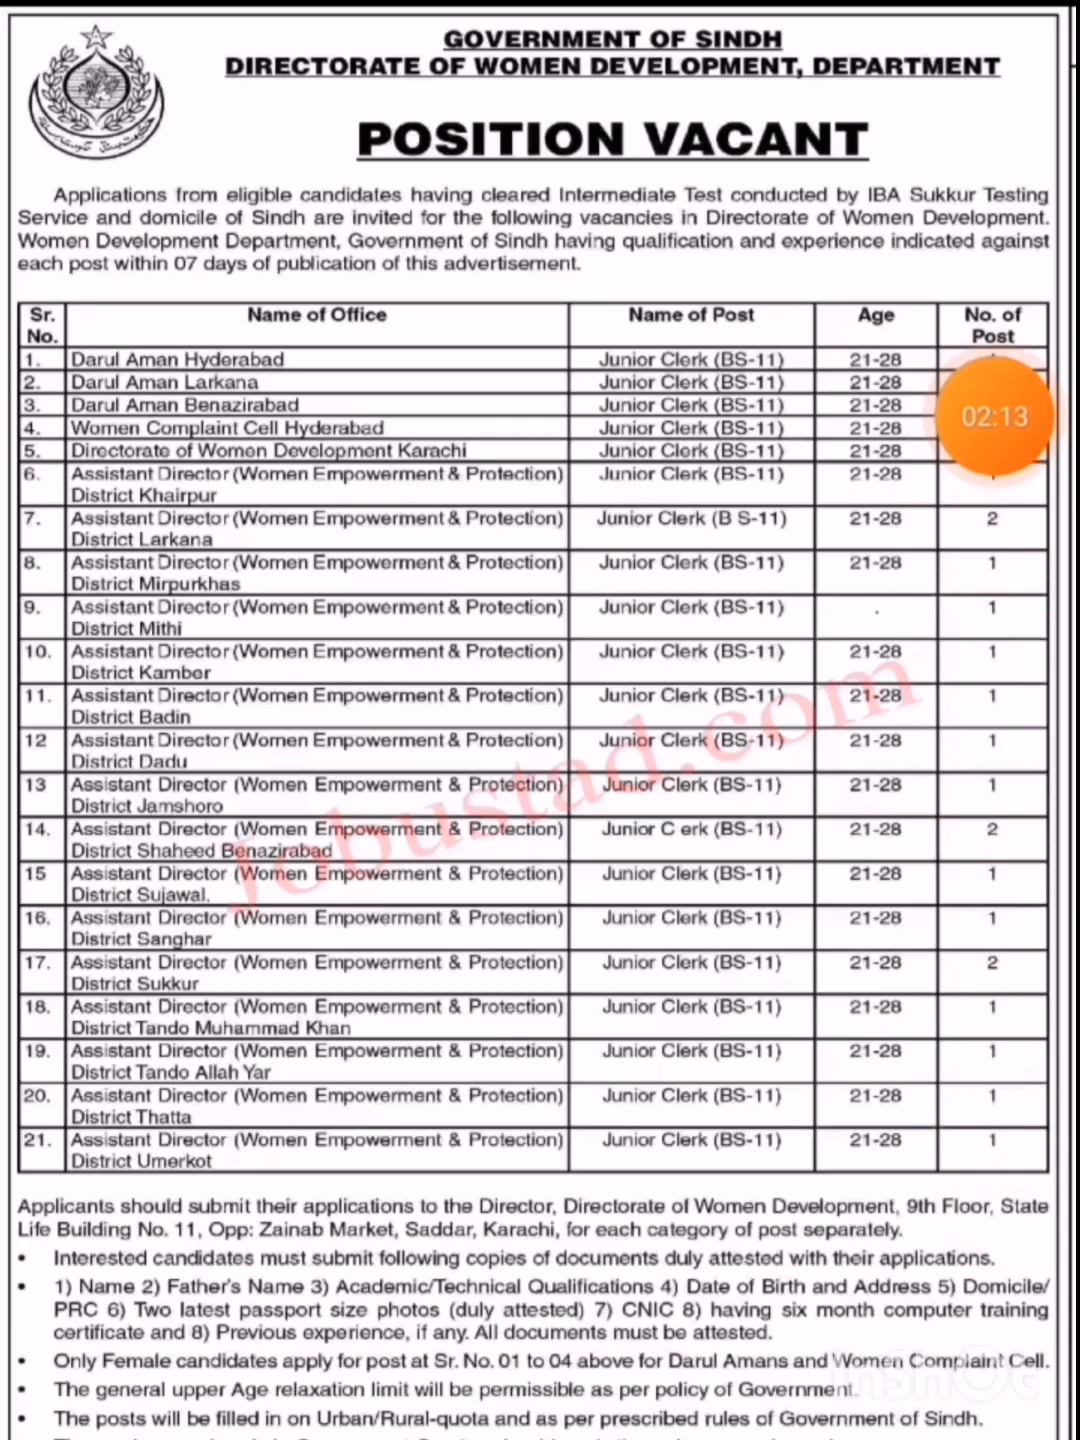 GOVERNMENT OF SINDH
DIRECTORATE OF WOMEN DEVELOPMENT, DEPARTMENT
POSITION VACANT
Applications from eligible candidates having cleared Intermediate Test conducted by IBA Sukkur Testing
Service and domicile of Sindh are invited for the following vacancies in Directorate of Women Development.
Women Development Department, Government of Sindh having qualification and experience indicated against
each post within 07 days of publication of this advertisement.
Sr. No. Name of Office Name of Post Age No. of Post
1. Darul Aman Hyderabad Junior Clerk (BS-11) 21-28
2. Darul Aman Larkana Junior Clerk (BS-11) 21-28
3. Darul Aman Benazirabad Junior Clerk (BS-11) 21-28
02:13
4. Women Complaint Cell Hyderabad Junior Clerk (BS-11) 21-28
5. Directorate of Women Development Karachi Junior Clerk (BS-11) 21-28
6. Assistant Director (Women Empowerment & Protection) Junior Clerk (BS-11) 21-28
District Khairpur
7. Assistant Director (Women Empowerment & Protection) Junior Clerk (B S-11) 21-28 2
District Larkana
8. Assistant Director (Women Empowerment & Protection) Junior Clerk (BS-11) 21-28 1
District Mirpurkhas
9. Assistant Director (Women Empowerment & Protection) Junior Clerk (BS-11) . 1
District Mithi
10. Assistant Director (Women Empowerment & Protection) Junior Clerk (BS-11) 21-28 1
District Kamber
11. Assistant Director (Women Empowerment & Protection) Junior Clerk (BS-11) 21-28 1
District Badin
12 Assistant Director (Women Empowerment & Protection) Junior Clerk (BS-11) 21-28 1
District Dadu
13 Assistant Director (Women Empowerment & Protection) Junior Clerk (BS-11) 21-28 1
District Jamshoro
14. Assistant Director (Women Empowerment & Protection) Junior C erk (BS-11) 21-28 2
District Shaheed Benazirabad
15 Assistant Director (Women Empowerment & Protection) Junior Clerk (BS-11) 21-28 1
District Sujawal.
16. Assistant Director (Women Empowerment & Protection) Junior Clerk (BS-11) 21-28 1
District Sanghar
17. Assistant Director (Women Empowerment & Protection) Junior Clerk (BS-11) 21-28 2
District Sukkur
18. Assistant Director (Women Empowerment & Protection) Junior Clerk (BS-11) 21-28 1
District Tando Muhammad Khan
19. Assistant Director (Women Empowerment & Protection) Junior Clerk (BS-11) 21-28 1
District Tando Allah Yar
20. Assistant Director (Women Empowerment & Protection) Junior Clerk (BS-11) 21-28 1
District Thatta
21. Assistant Director (Women Empowerment & Protection) Junior Clerk (BS-11) 21-28 1
District Umerkot
Jobustad.com
Applicants should submit their applications to the Director, Directorate of Women Development, 9th Floor, State
Life Building No. 11, Opp: Zainab Market, Saddar, Karachi, for each category of post separately.
• Interested candidates must submit following copies of documents duly attested with their applications.
• 1) Name 2) Father's Name 3) Academic/Technical Qualifications 4) Date of Birth and Address 5) Domicile/
PRC 6) Two latest passport size photos (duly attested) 7) CNIC 8) having six month computer training
certificate and 8) Previous experience, if any. All documents must be attested.
• Only Female candidates apply for post at Sr. No. 01 to 04 above for Darul Amans and Women Complaint Cell.
• The general upper Age relaxation limit will be permissible as per policy of Government.
InShOt
• The posts will be filled in on Urban/Rural-quota and as per prescribed rules of Government of Sindh.